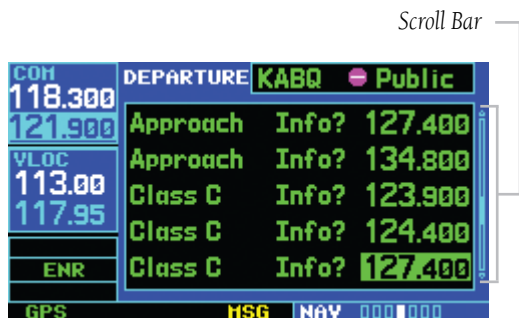 Scroll Bar
COM
118.300
121.900
VLOC
113.00
117.95
ENR
GPS
DEPARTURE KABQ Public
Approach Info? 127.400
Approach Info? 134.800
Class C Info? 123.900
Class C Info? 124.400
Class C Info? 127.400
MSG NAV